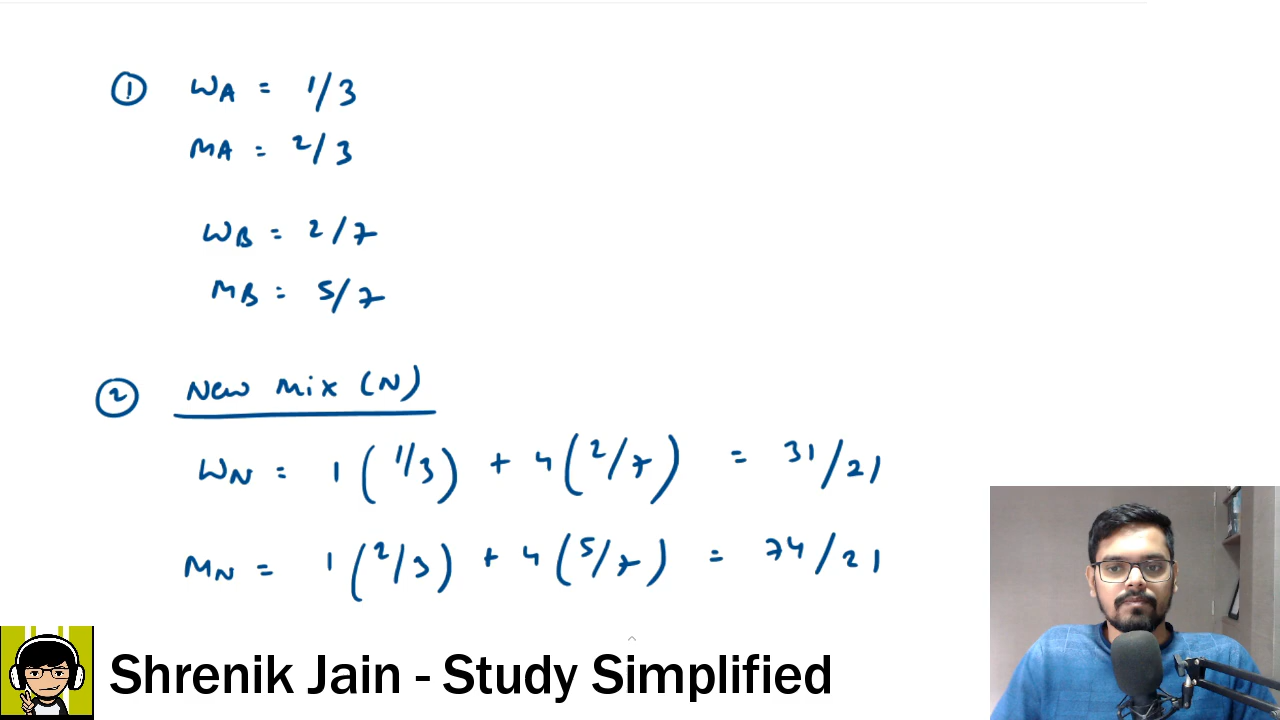 ① WA = 1/3
MA = 2/3
WB = 2/7
MB = 5/7
② New Mix (N)
WN = 1 (1/3) + 4 (2/7) = 31/21
MN = 1 (2/3) + 4 (5/7) = 74/21
Shrenik Jain - Study Simplified